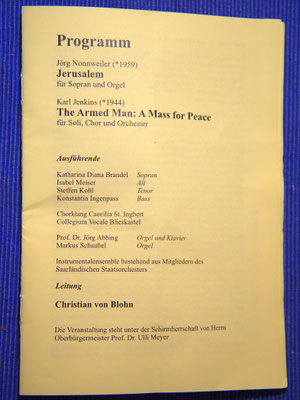 Programm
Jörg Nonnweiler (*1959)
Jerusalem
für Sopran und Orgel
Karl Jenkins (*1944)
The Armed Man: A Mass for Peace
für Soli, Chor und Orchester
Ausführende
Katharina Diana Brandel Sopran
Isabel Meiser Alt
Steffen Kohl Tenor
Konstantin Ingenpass Bass
Chorklang Caecilia St. Ingbert
Collegium Vocale Blieskastel
Prof. Dr. Jörg Abbing Orgel und Klavier
Markus Schaubel Orgel
Instrumentalensemble bestehend aus Mitgliedern des
Saarländischen Staatsorchesters
Leitung
Christian von Blohn
Die Veranstaltung steht unter der Schirmherrschaft von Herrn
Oberbürgermeister Prof. Dr. Ulli Meyer